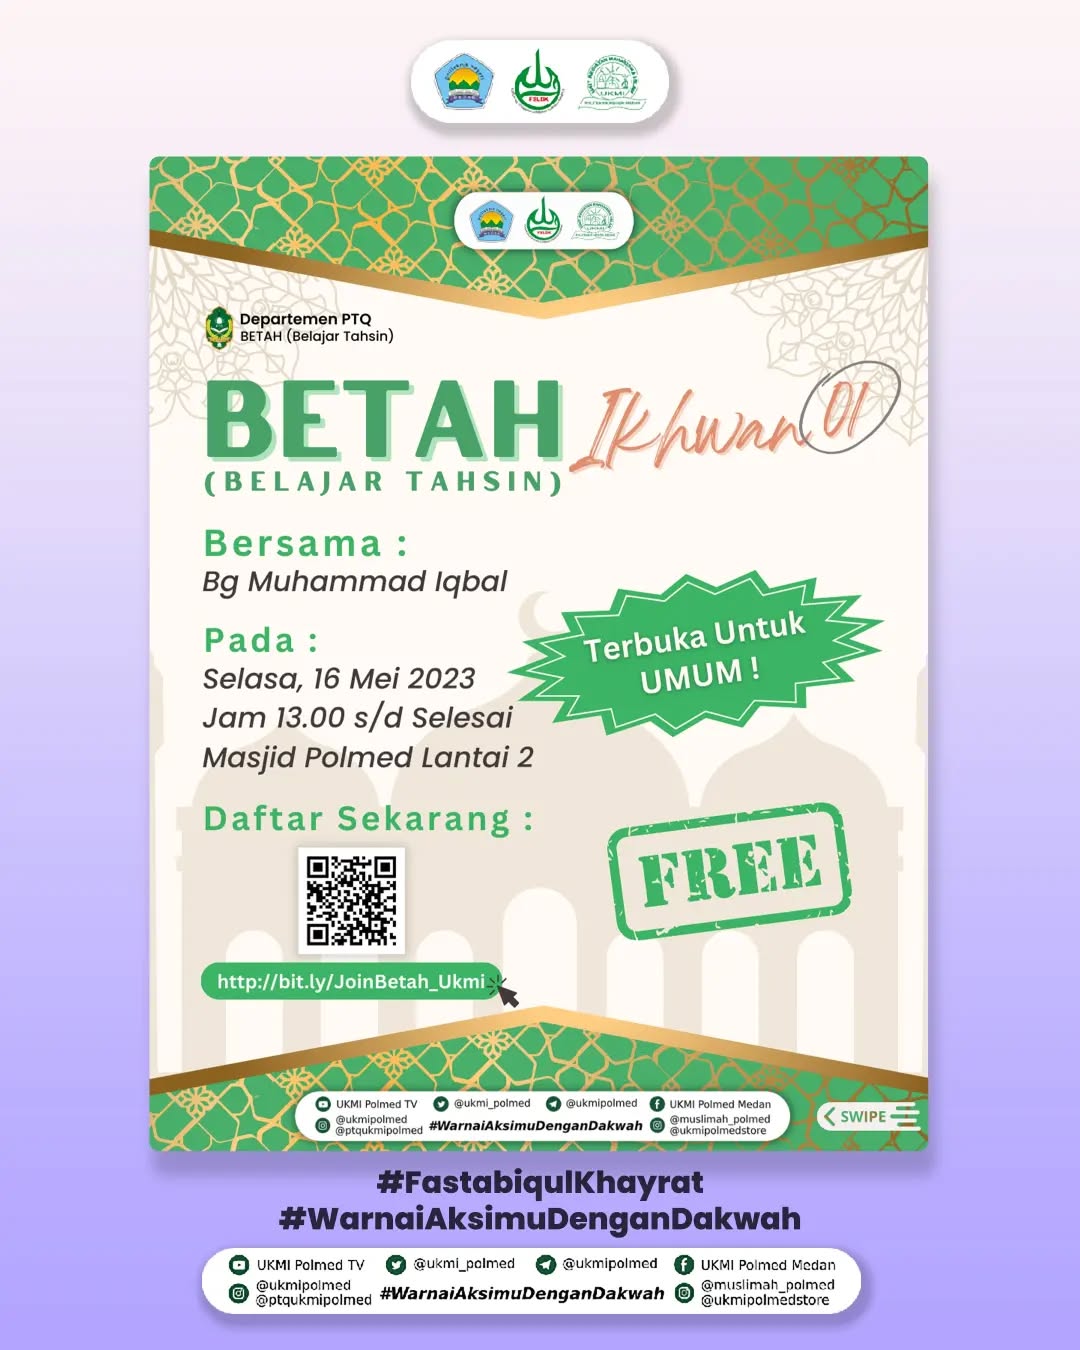 FSLDK
UKMI
FSLDK
Departemen PTQ
BETAH (Belajar Tahsin)
BETAH
Ikhwan 01
(BELAJAR TAHSIN)
Bersama :
Bg Muhammad Iqbal
Pada :
Selasa, 16 Mei 2023
Jam 13.00 s/d Selesai
Masjid Polmed Lantai 2
Terbuka Untuk
UMUM !
Daftar Sekarang :
FREE
http://bit.ly/JoinBetah_Ukmi
UKMI Polmed TV @ukmi_polmed @ukmipolmed UKMI Polmed Medan
@ukmipolmed
@ptqukmipolmed
#WarnaiAksimuDenganDakwah
@muslimah_polmed
@ukmipolmedstore
SWIPE
#FastabiqulKhayrat
#WarnaiAksimuDenganDakwah
UKMI Polmed TV @ukmi_polmed @ukmipolmed UKMI Polmed Medan
@ukmipolmed
@ptqukmipolmed
#WarnaiAksimuDenganDakwah
@muslimah_polmed
@ukmipolmedstore